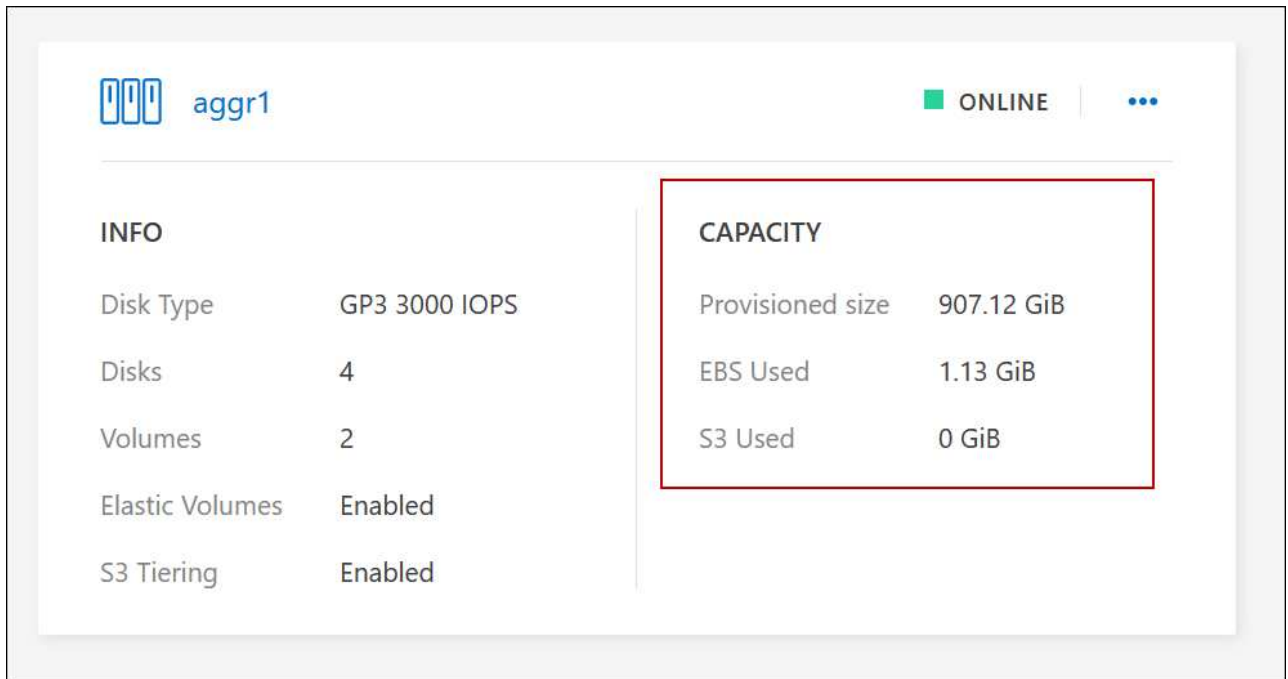 aggr1
ONLINE
INFO
Disk Type GP3 3000 IOPS
Disks 4
Volumes 2
Elastic Volumes Enabled
S3 Tiering Enabled
CAPACITY
Provisioned size 907.12 GiB
EBS Used 1.13 GiB
S3 Used 0 GiB